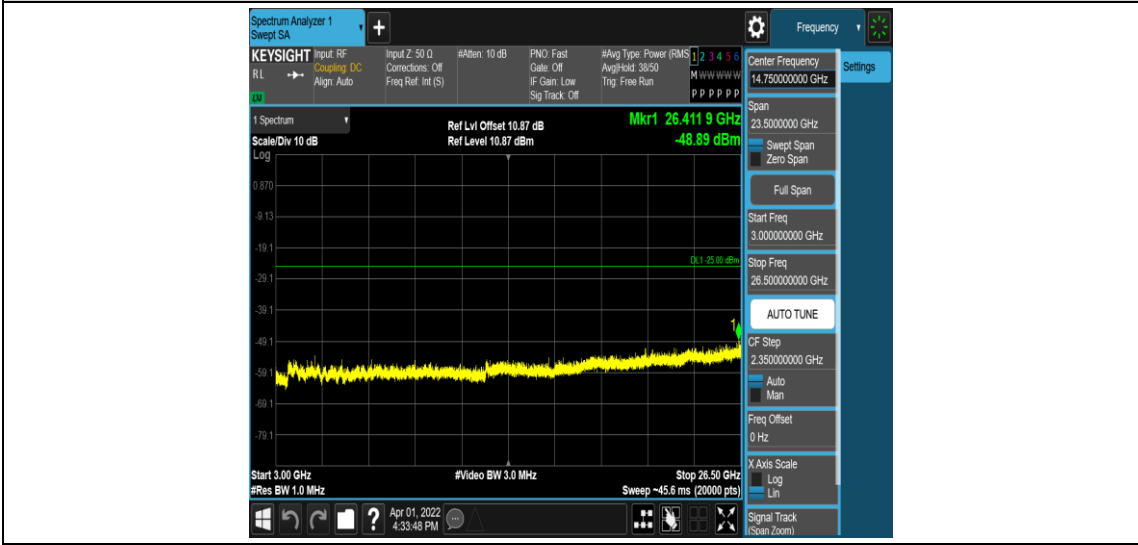 Spectrum Analyzer 1
Swept SA
+
Frequency
KEYSIGHT
RL
LXI
Input: RF
Coupling: DC
Align: Auto
Input Z: 50 Ω
Corrections: Off
Freq Ref: Int (S)
#Atten: 10 dB
PNO: Fast
Gate: Off
IF Gain: Low
Sig Track: Off
#Avg Type: Power (RMS
Avg|Hold: 38/50
Trig: Free Run
1 2 3 4 5 6
M W W W W W
P P P P P P
1 Spectrum
Scale/Div 10 dB
Log
Ref Lvl Offset 10.87 dB
Ref Level 10.87 dBm
Mkr1 26.411 9 GHz
-48.89 dBm
0.870
-9.13
-19.1
DL1 -25.00 dBm
-29.1
-39.1
1
-49.1
-59.1
-69.1
-79.1
Start 3.00 GHz
#Res BW 1.0 MHz
#Video BW 3.0 MHz
Stop 26.50 GHz
Sweep ~45.6 ms (20000 pts)
?
Apr 01, 2022
4:33:48 PM
Center Frequency
14.750000000 GHz
Span
23.5000000 GHz
Swept Span
Zero Span
Full Span
Start Freq
3.000000000 GHz
Stop Freq
26.500000000 GHz
AUTO TUNE
CF Step
2.350000000 GHz
Auto
Man
Freq Offset
0 Hz
X Axis Scale
Log
Lin
Signal Track
(Span Zoom)
Settings